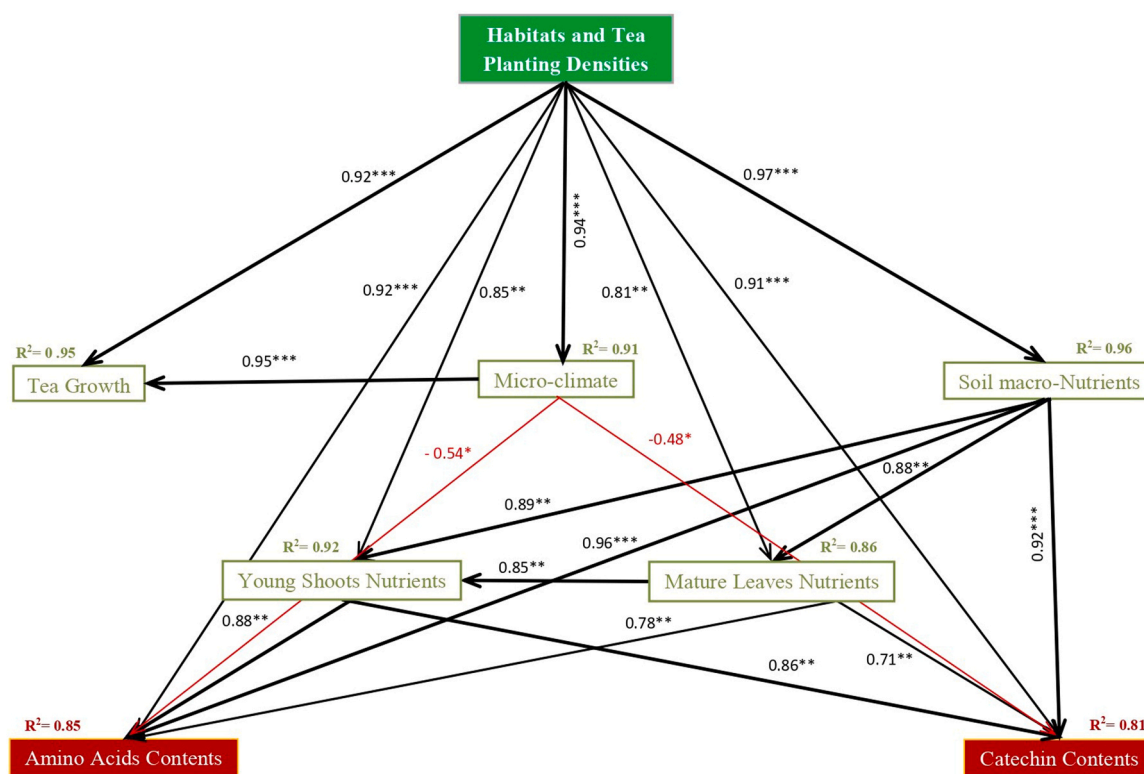 Habitats and Tea
Planting Densities
0.92***
0.97***
0.94***
0.92***
0.85**
0.81**
0.91***
R²= 0 .95
R²= 0.91
R²= 0.96
0.95***
Tea Growth
Micro-climate
Soil macro-Nutrients
- 0.54*
-0.48*
0.88**
0.89**
0.92***
R²= 0.92
0.96***
R²= 0.86
0.85**
Young Shoots Nutrients
Mature Leaves Nutrients
0.88**
0.78**
0.86**
0.71**
R²= 0.85
R²= 0.81
Amino Acids Contents
Catechin Contents